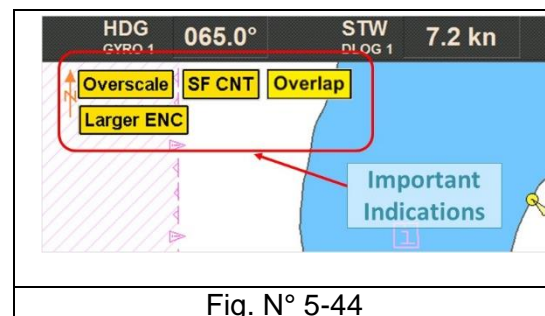 HDG 065.0° STW 7.2 kn
GYRO 1 DLOG 1
N
Overscale SF CNT Overlap
Larger ENC
Important
Indications
1
Fig. N° 5-44